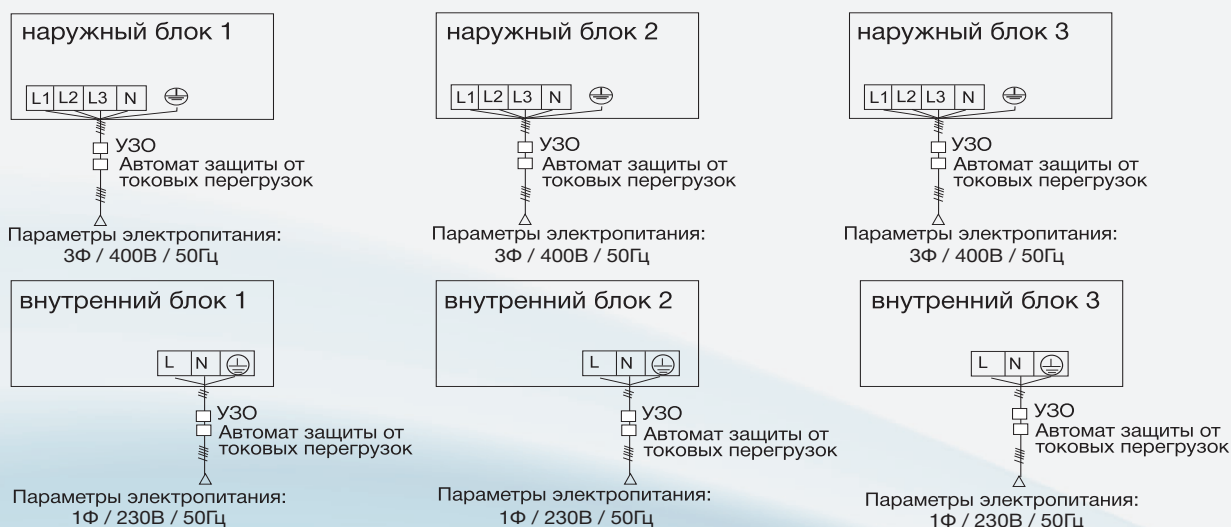 наружный блок 1
L1 L2 L3 N
УЗО
Автомат защиты от
токовых перегрузок
Параметры электропитания:
3Ф / 400В / 50Гц
наружный блок 2
L1 L2 L3 N
УЗО
Автомат защиты от
токовых перегрузок
Параметры электропитания:
3Ф / 400В / 50Гц
наружный блок 3
L1 L2 L3 N
УЗО
Автомат защиты от
токовых перегрузок
Параметры электропитания:
3Ф / 400В / 50Гц
внутренний блок 1
L N
УЗО
Автомат защиты от
токовых перегрузок
Параметры электропитания:
1Ф / 230В / 50Гц
внутренний блок 2
L N
УЗО
Автомат защиты от
токовых перегрузок
Параметры электропитания:
1Ф / 230В / 50Гц
внутренний блок 3
L N
УЗО
Автомат защиты от
токовых перегрузок
Параметры электропитания:
1Ф / 230В / 50Гц